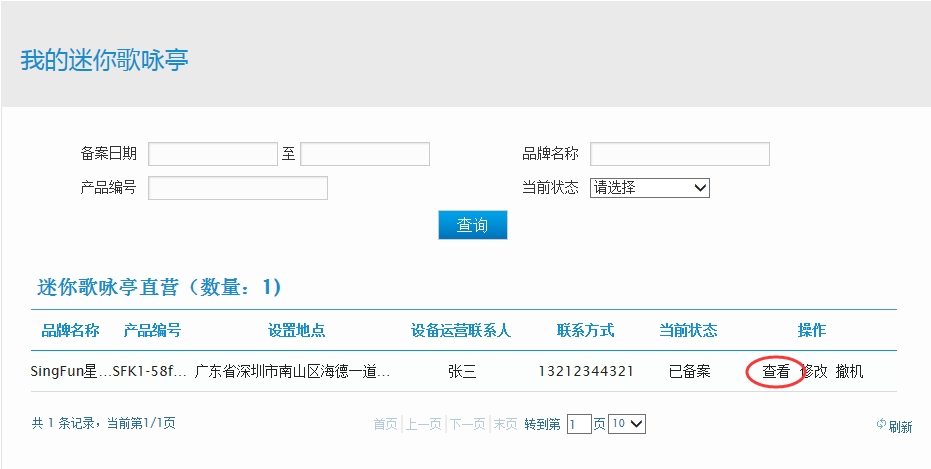 我的迷你歌咏亭
备案日期 至 品牌名称
产品编号 当前状态 请选择
查询
迷你歌咏亭直营（数量：1）
品牌名称 产品编号 设置地点 设备运营联系人 联系方式 当前状态 操作
SingFun星... SFK1-58f... 广东省深圳市南山区海德一道... 张三 13212344321 已备案 查看 修改 撤机
共 1 条记录，当前第1/1页 首页 上一页 下一页 末页 转到第 1 页 10 刷新